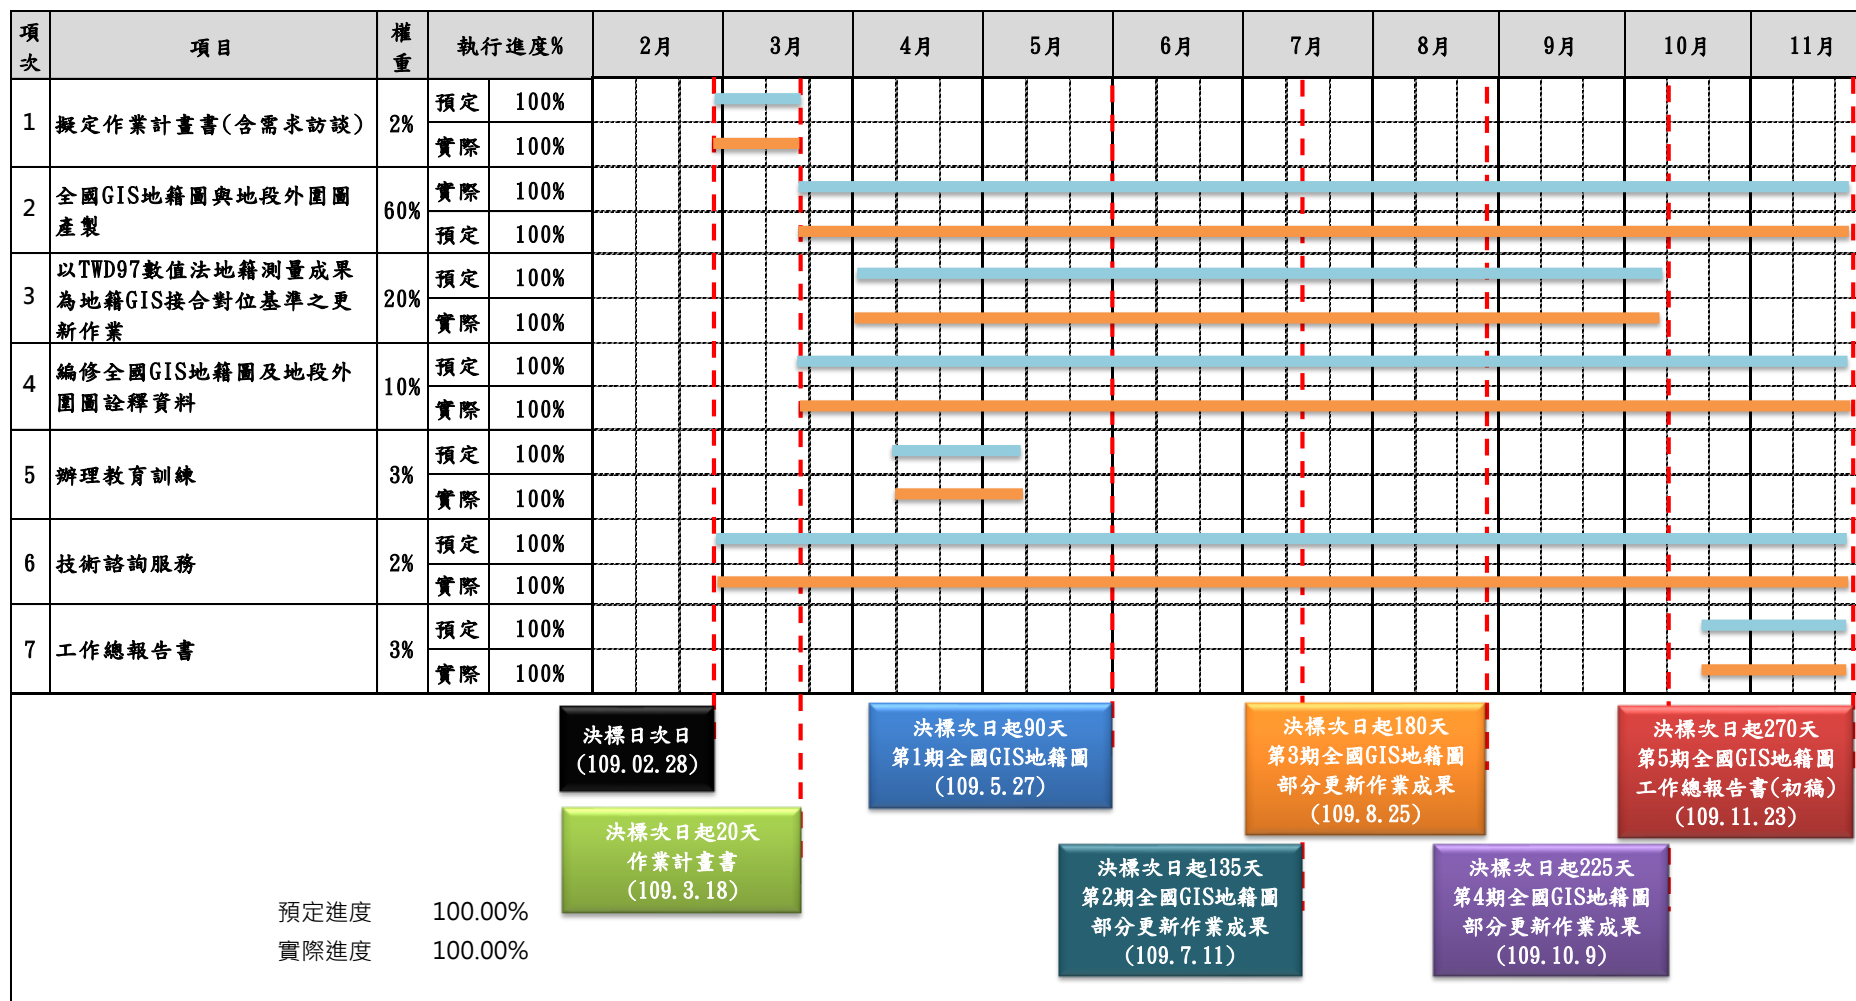 項次 項目 權重 執行進度% 2月 3月 4月 5月 6月 7月 8月 9月 10月 11月
1 擬定作業計畫書(含需求訪談) 2% 預定 100%
實際 100%
2 全國GIS地籍圖與地段外圍圖 60% 實際 100%
產製 預定 100%
3 以TWD97數值法地籍測量成果 20% 預定 100%
為地籍GIS接合對位基準之更
新作業 實際 100%
4 編修全國GIS地籍圖及地段外 10% 預定 100%
圍圖詮釋資料 實際 100%
5 辦理教育訓練 3% 預定 100%
實際 100%
6 技術諮詢服務 2% 預定 100%
實際 100%
7 工作總報告書 3% 預定 100%
實際 100%
決標日次日
(109.02.28)
決標次日起20天
作業計畫書
(109.3.18)
決標次日起90天
第1期全國GIS地籍圖
(109.5.27)
決標次日起135天
第2期全國GIS地籍圖
部分更新作業成果
(109.7.11)
決標次日起180天
第3期全國GIS地籍圖
部分更新作業成果
(109.8.25)
決標次日起225天
第4期全國GIS地籍圖
部分更新作業成果
(109.10.9)
決標次日起270天
第5期全國GIS地籍圖
工作總報告書(初稿)
(109.11.23)
預定進度 100.00%
實際進度 100.00%